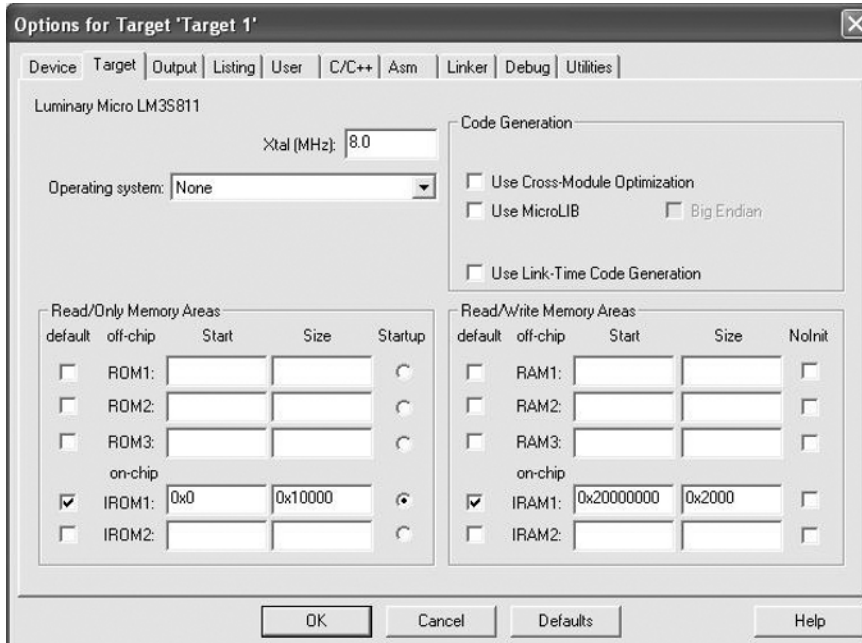 Options for Target 'Target 1'
Device Target Output Listing User C/C++ Asm Linker Debug Utilities
Luminary Micro LM3S811
Xtal (MHz): 8.0
Operating system: None
Code Generation
Use Cross-Module Optimization
Use MicroLIB Big Endian
Use Link-Time Code Generation
Read/Only Memory Areas
default off-chip Start Size Startup
ROM1:
ROM2:
ROM3:
on-chip
IROM1: 0x0 0x10000
IROM2:
Read/Write Memory Areas
default off-chip Start Size NoInit
RAM1:
RAM2:
RAM3:
on-chip
IRAM1: 0x20000000 0x2000
IRAM2:
OK Cancel Defaults Help